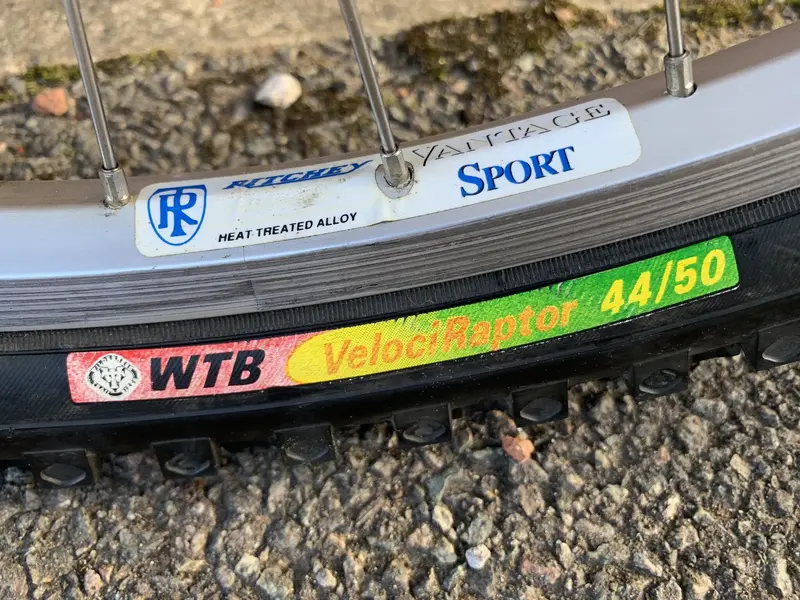 RITCHEY VANTAGE
R
HEAT TREATED ALLOY
SPORT
WTB VelociRaptor 44/50